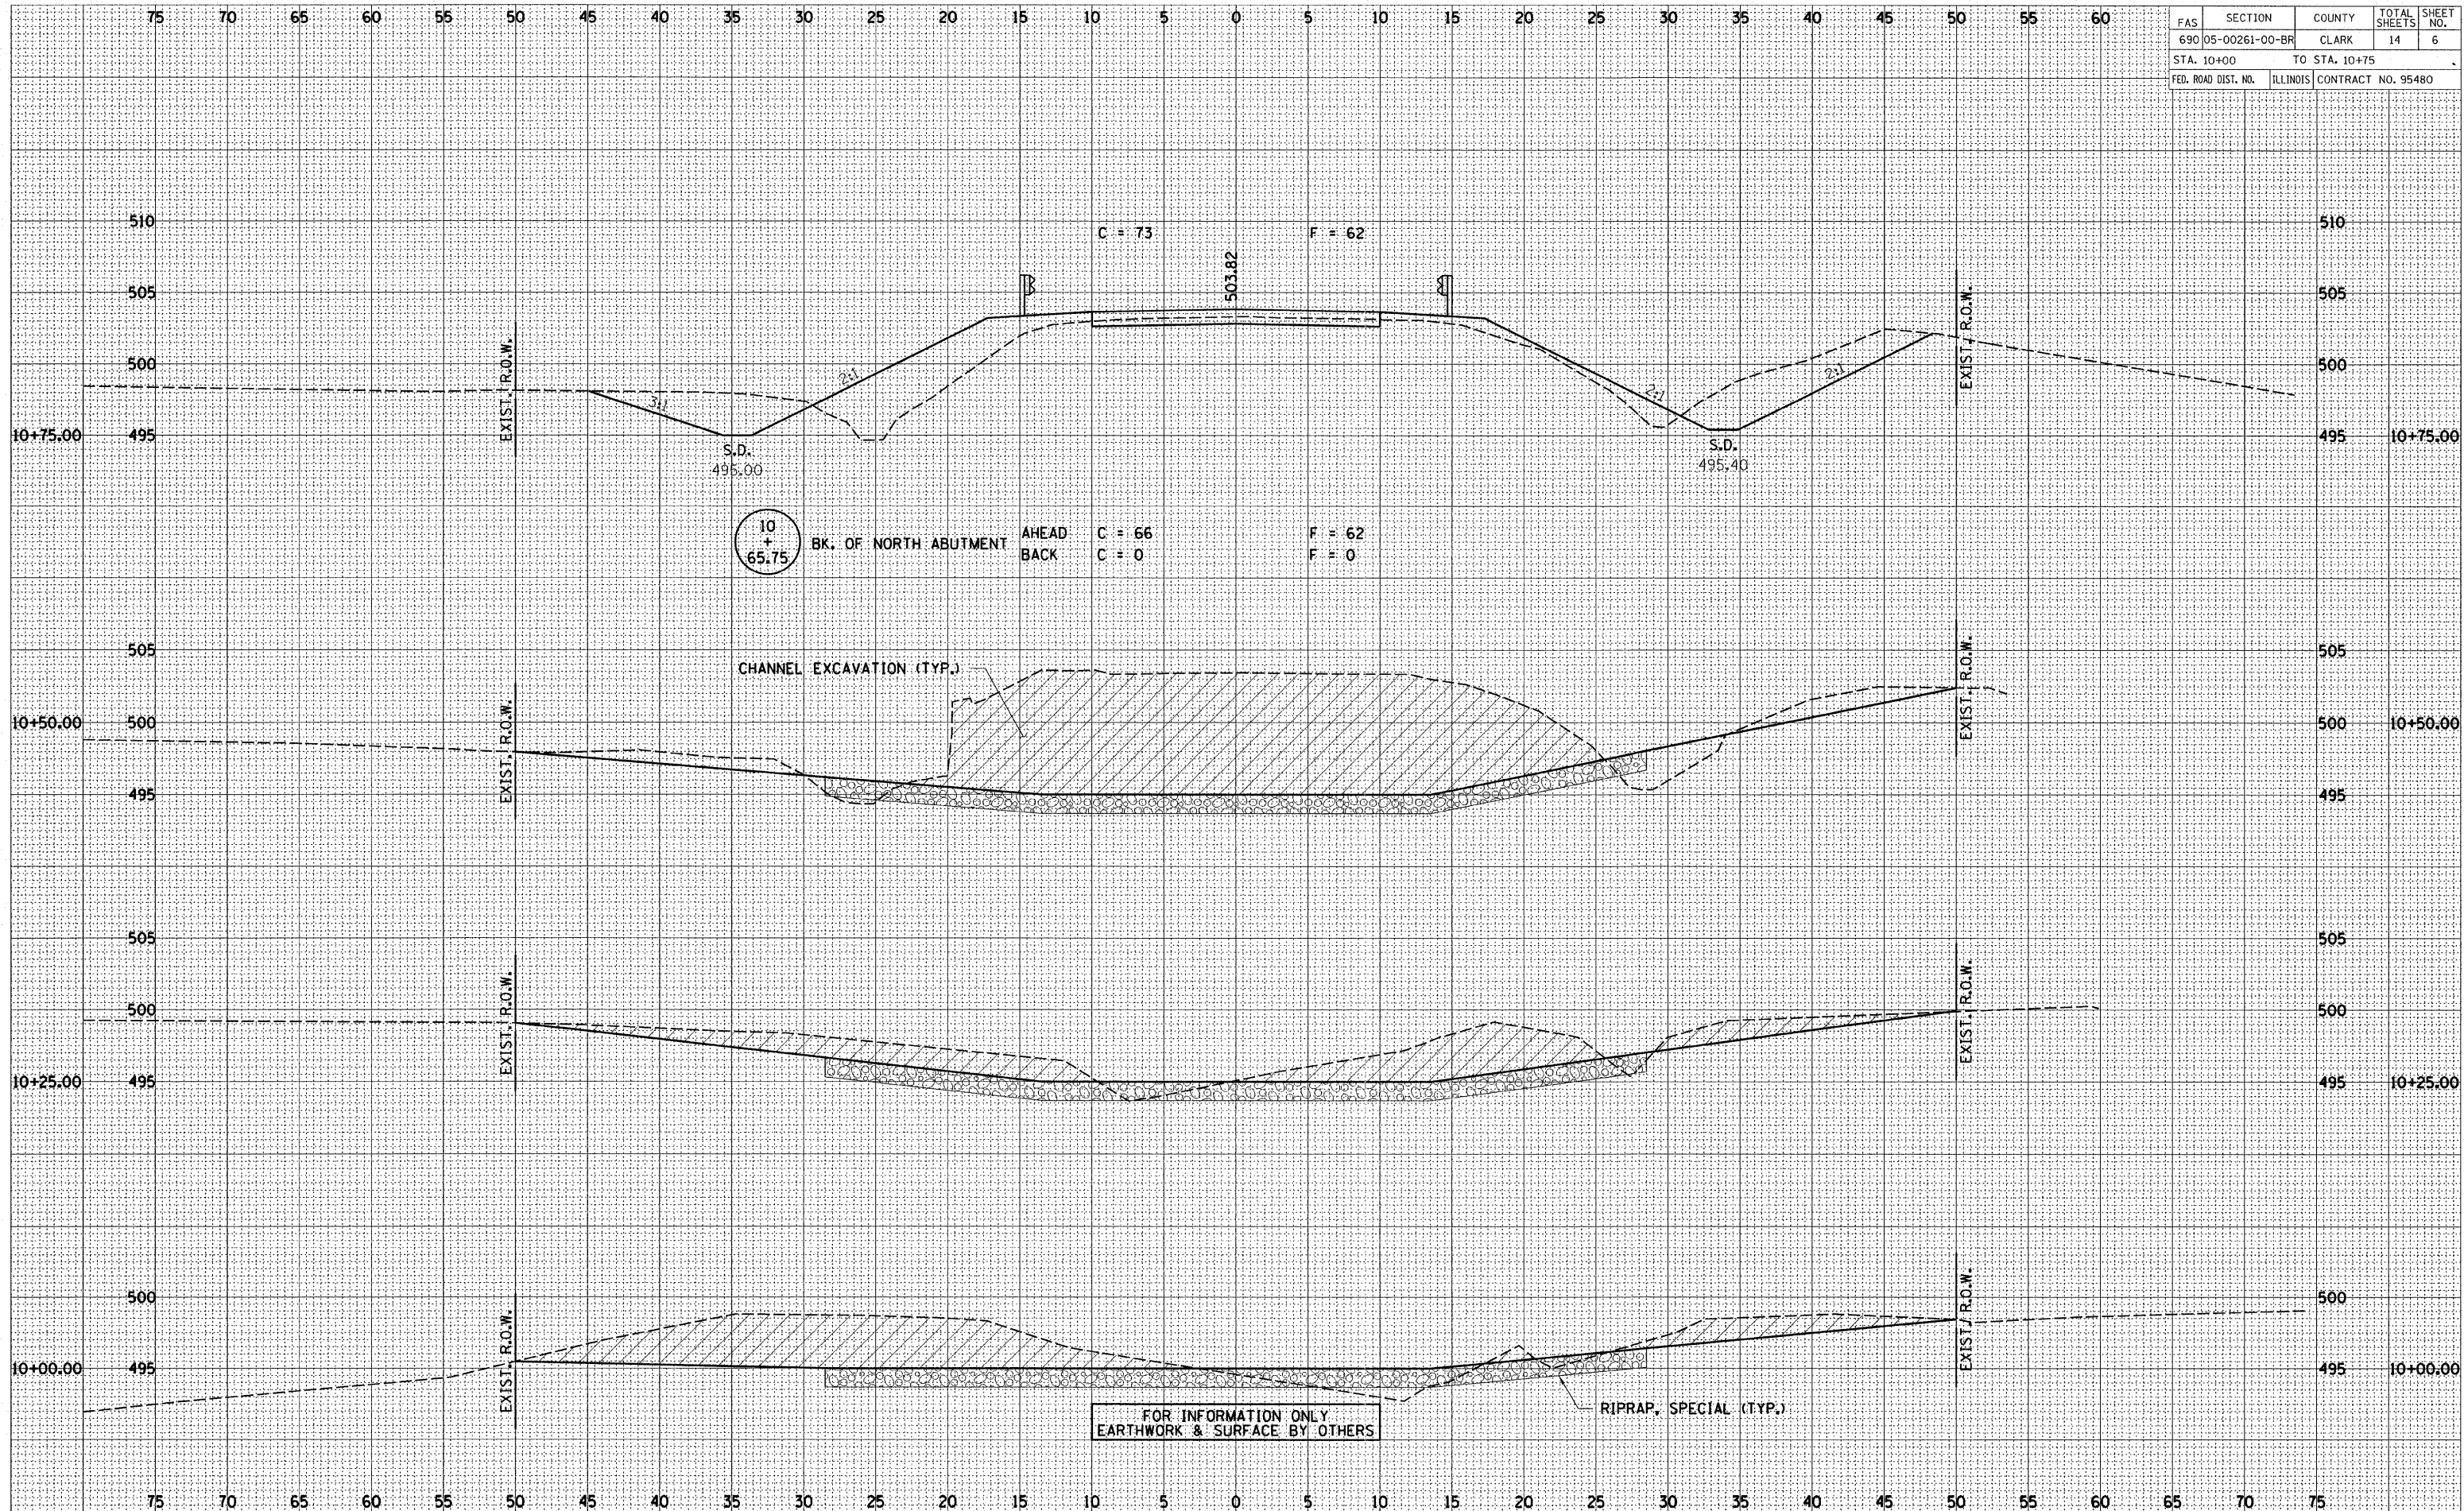 75 70 65 60 55 50 45 40 35 30 25 20 15 10 5 0 5 10 15 20 25 30 35 40 45 50 55 60
FAS SECTION COUNTY TOTAL SHEETS SHEET NO.
690 05-00261-00-BR CLARK 14 6
STA. 10+00 TO STA. 10+75
FED. ROAD DIST. NO. ILLINOIS CONTRACT NO. 95480
510 510
C = 73 F = 62
503.82
505 505
EXIST. R.O.W. EXIST. R.O.W.
500 500
3:1 2:1 2:1 2:1
10+75.00 495 495 10+75.00
S.D. S.D.
495.00 495.40
10 + 65.75
BK. OF NORTH ABUTMENT
AHEAD C = 66 F = 62
BACK C = 0 F = 0
505 505
CHANNEL EXCAVATION (TYP.)
EXIST. R.O.W. EXIST. R.O.W.
10+50.00 500 500 10+50.00
495 495
505 505
EXIST. R.O.W. EXIST. R.O.W.
500 500
10+25.00 495 495 10+25.00
500 500
EXIST. R.O.W. EXIST. R.O.W.
10+00.00 495 495 10+00.00
RIPRAP, SPECIAL (TYP.)
FOR INFORMATION ONLY
EARTHWORK & SURFACE BY OTHERS
75 70 65 60 55 50 45 40 35 30 25 20 15 10 5 0 5 10 15 20 25 30 35 40 45 50 55 60 65 70 75